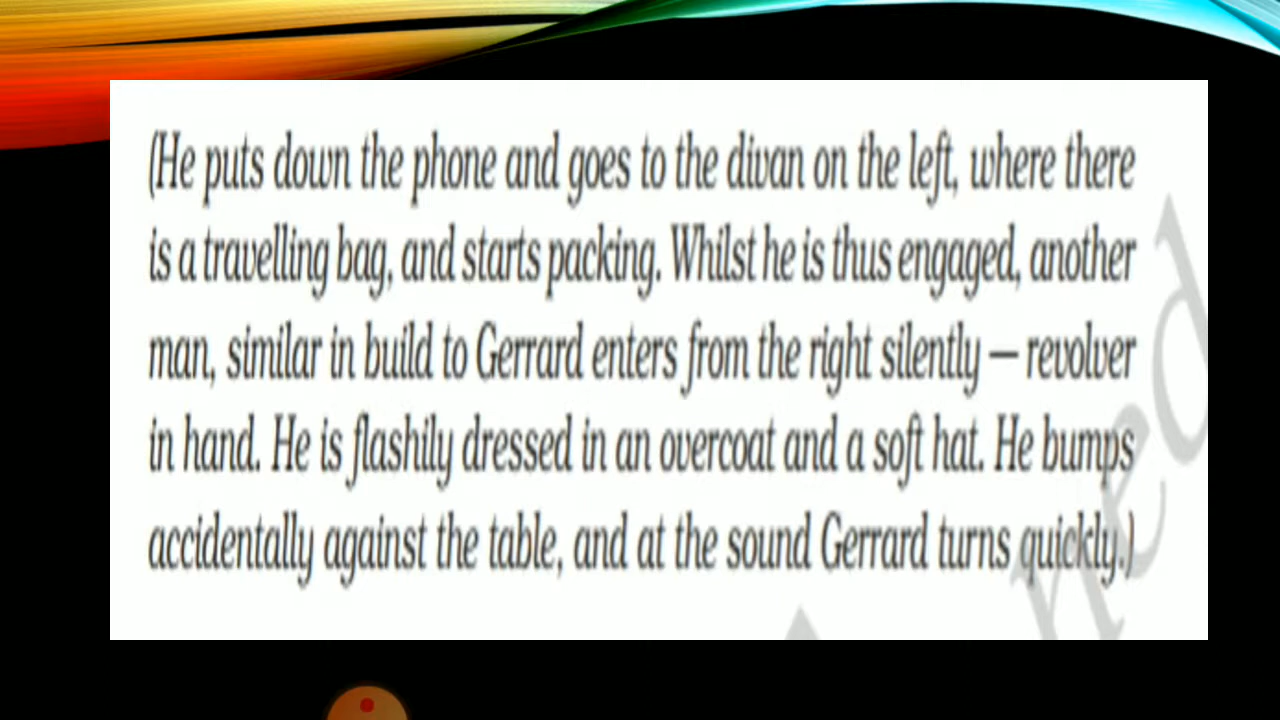 (He puts down the phone and goes to the divan on the left, where there
is a travelling bag, and starts packing. Whilst he is thus engaged, another
man, similar in build to Gerrard enters from the right silently — revolver
in hand. He is flashily dressed in an overcoat and a soft hat. He bumps
accidentally against the table, and at the sound Gerrard turns quickly.)